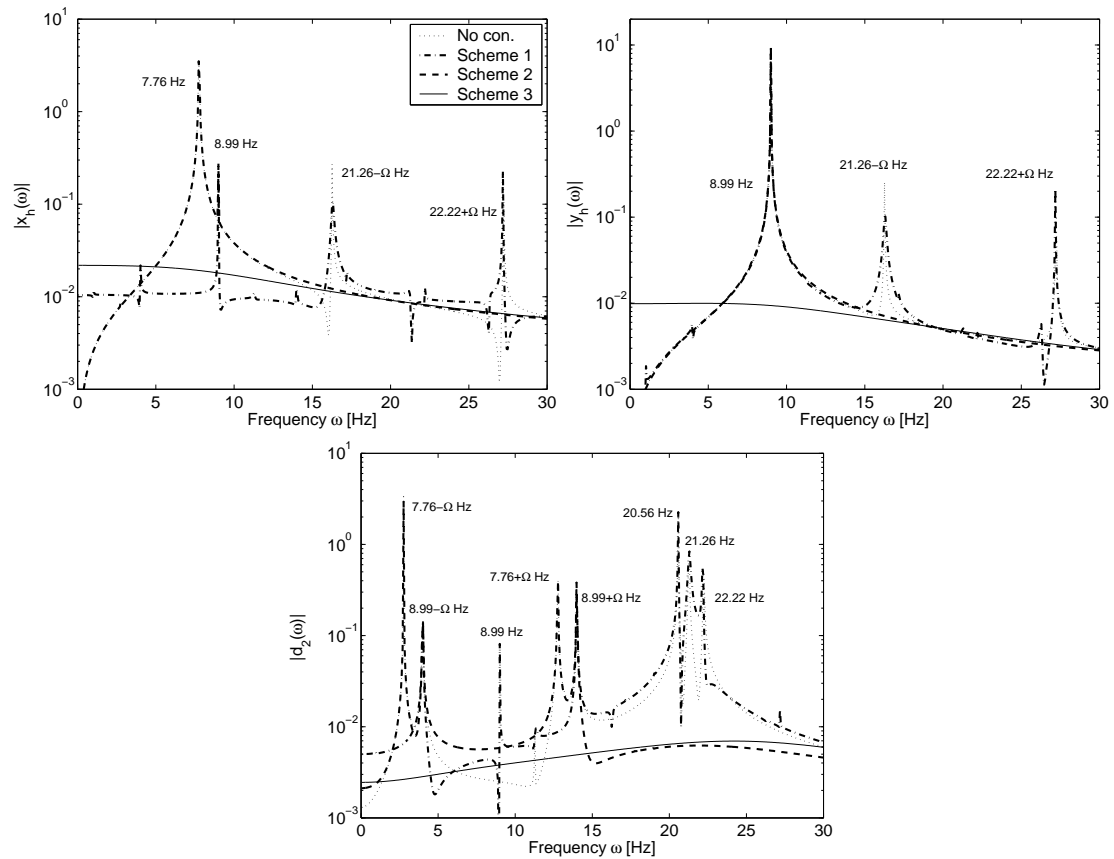 10^1
10^0
10^-1
10^-2
10^-3
|x_h(ω)|
7.76 Hz
8.99 Hz
21.26−Ω Hz
22.22+Ω Hz
No con.
Scheme 1
Scheme 2
Scheme 3
0 5 10 15 20 25 30
Frequency ω [Hz]
10^1
10^0
10^-1
10^-2
10^-3
|y_h(ω)|
8.99 Hz
21.26−Ω Hz
22.22+Ω Hz
0 5 10 15 20 25 30
Frequency ω [Hz]
10^1
10^0
10^-1
10^-2
10^-3
|d_2(ω)|
7.76−Ω Hz
8.99−Ω Hz
8.99 Hz
7.76+Ω Hz
8.99+Ω Hz
20.56 Hz
21.26 Hz
22.22 Hz
0 5 10 15 20 25 30
Frequency ω [Hz]